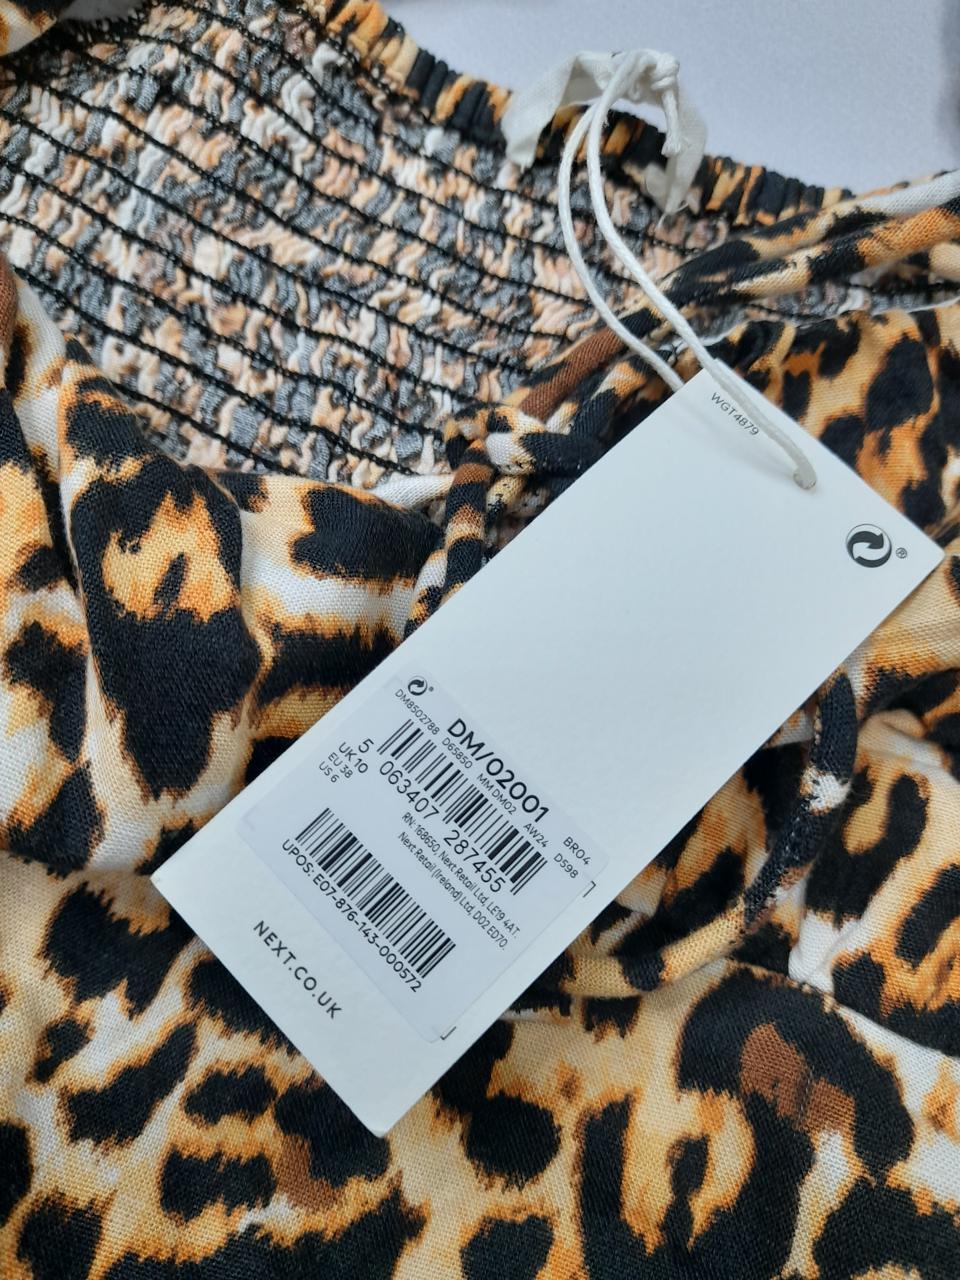 WGT4879
®
®
DM8502788 D65850 MM DM02 AW24 D598
DM/02001 BR04
5 063407 287455
UK 10
EU 38
US 6
RN: 168650, Next Retail Ltd, LE19 4AT.
Next Retail (Ireland) Ltd, D02 ED70.
UPOS: E07-876-143-000572
NEXT.CO.UK